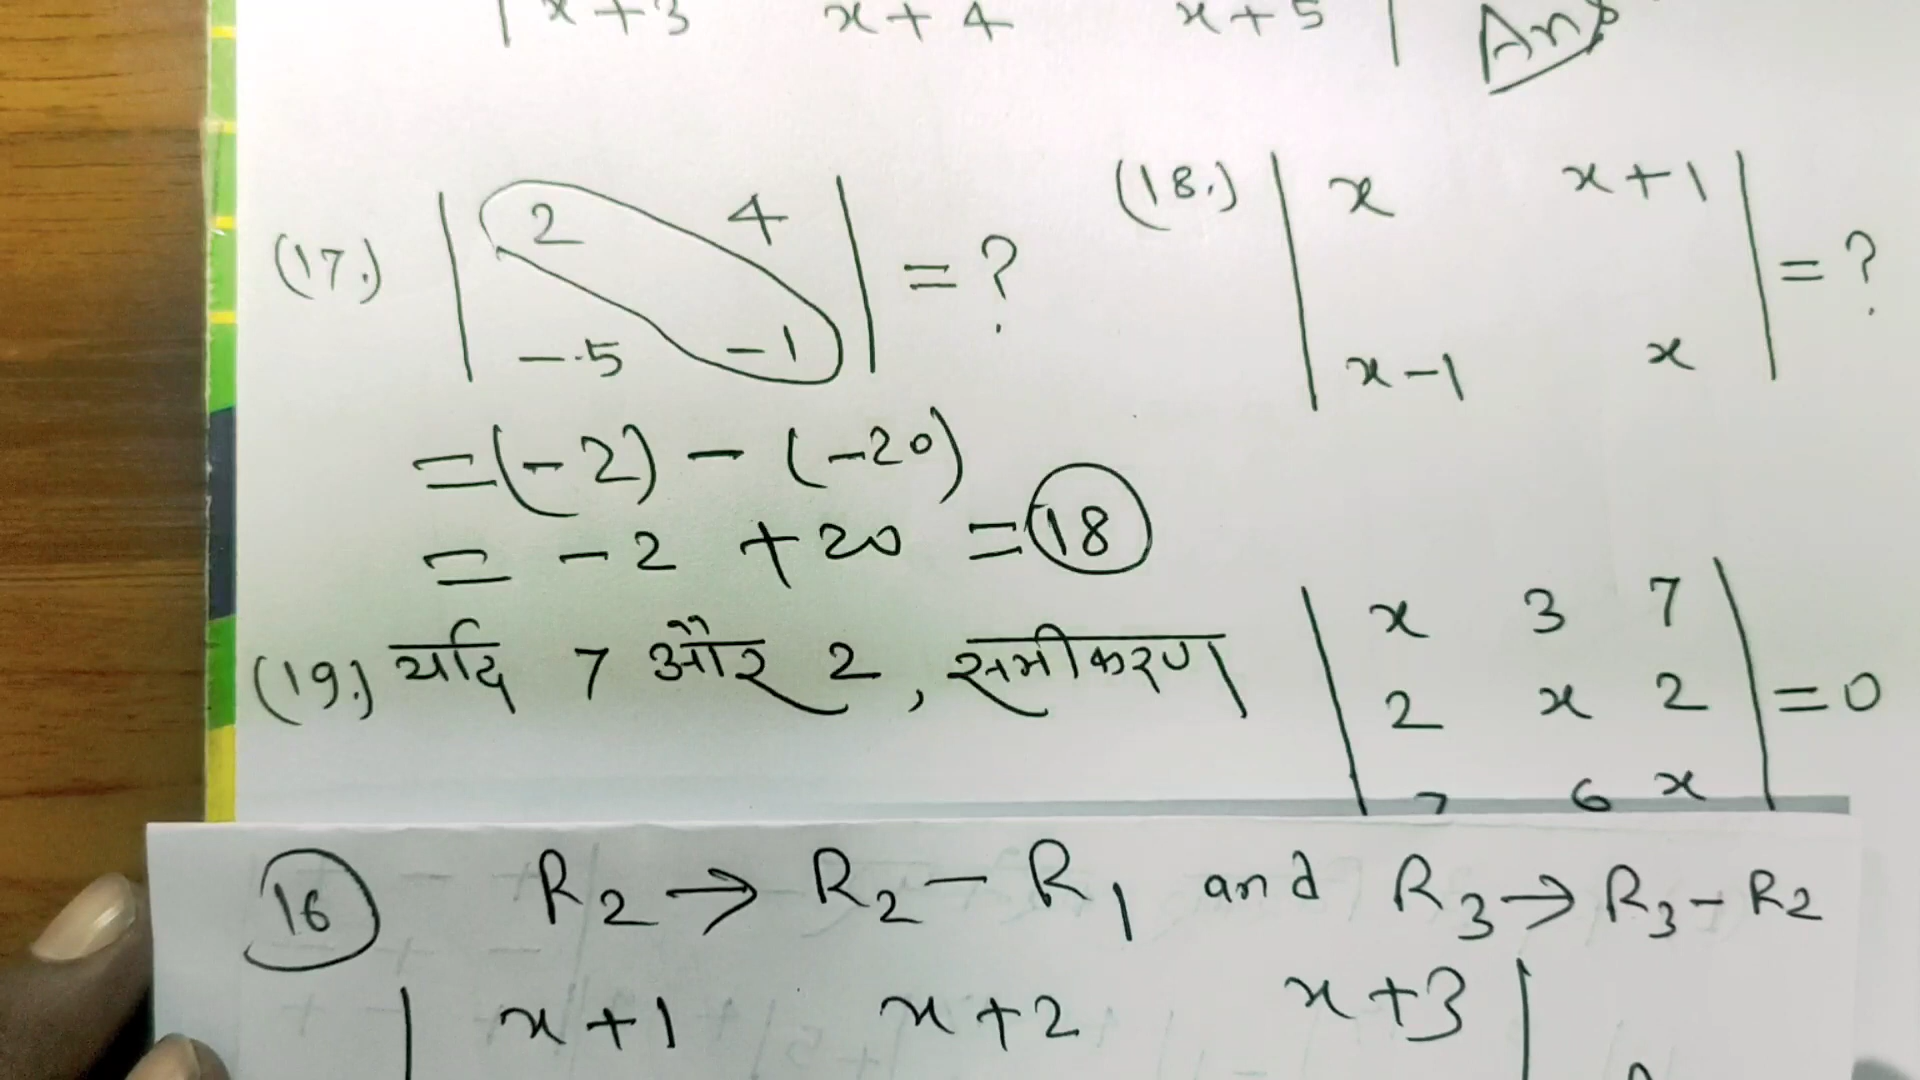 x+3 x+4 x+5 Ans
(17.) | 2 4 | = ?
| -5 -1 |
= (-2) - (-20)
= -2 +20 = 18
(18.) | x x+1 | = ?
| x-1 x |
(19.) यदि 7 और 2, समीकरण | x 3 7 |
| 2 x 2 | = 0
| 7 6 x |
16 R2 → R2 - R1 and R3 → R3 - R2
| x+1 x+2 x+3 |